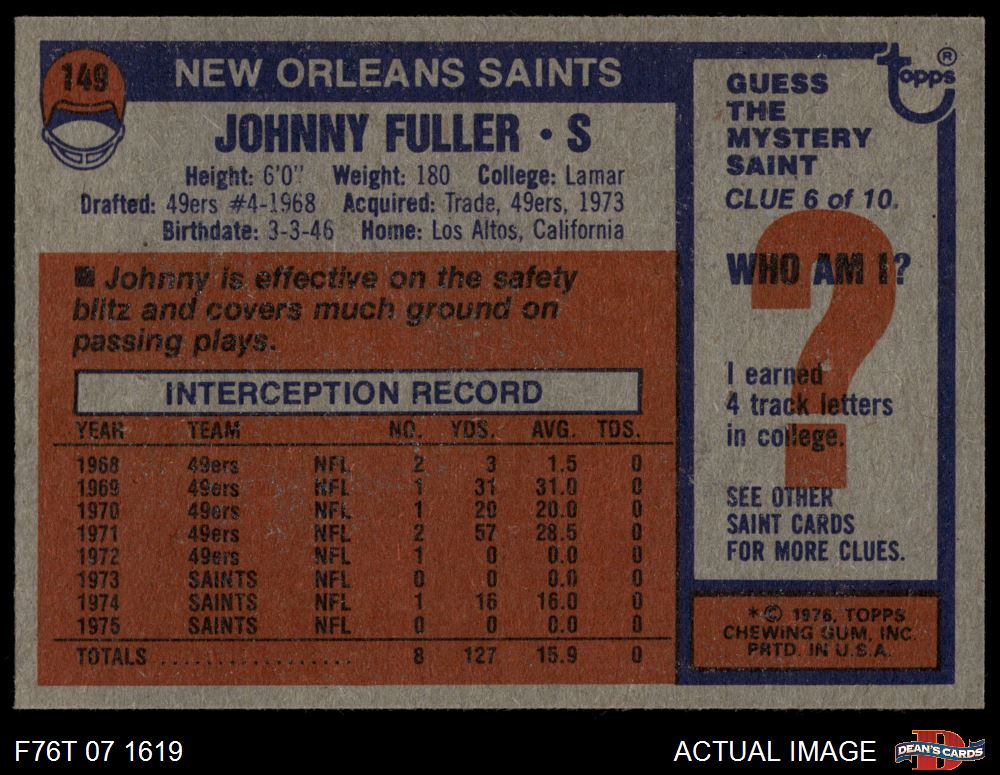 149
NEW ORLEANS SAINTS
JOHNNY FULLER • S
Height: 6'0" Weight: 180 College: Lamar
Drafted: 49ers #4-1968 Acquired: Trade, 49ers, 1973
Birthdate: 3-3-46 Home: Los Altos, California
■ Johnny is effective on the safety
blitz and covers much ground on
passing plays.
INTERCEPTION RECORD
YEAR TEAM NO. YDS. AVG. TDS.
1968 49ers NFL 2 3 1.5 0
1969 49ers NFL 1 31 31.0 0
1970 49ers NFL 1 20 20.0 0
1971 49ers NFL 2 57 28.5 0
1972 49ers NFL 1 0 0.0 0
1973 SAINTS NFL 0 0 0.0 0
1974 SAINTS NFL 1 16 16.0 0
1975 SAINTS NFL 0 0 0.0 0
TOTALS .................. 8 127 15.9 0
Topps ®
GUESS
THE
MYSTERY
SAINT
CLUE 6 of 10.
?
WHO AM I?
I earned
4 track letters
in college.
SEE OTHER
SAINT CARDS
FOR MORE CLUES.
*© 1976, TOPPS
CHEWING GUM, INC.
PRTD. IN U.S.A.
F76T 07 1619
ACTUAL IMAGE
D
DEAN'S CARDS